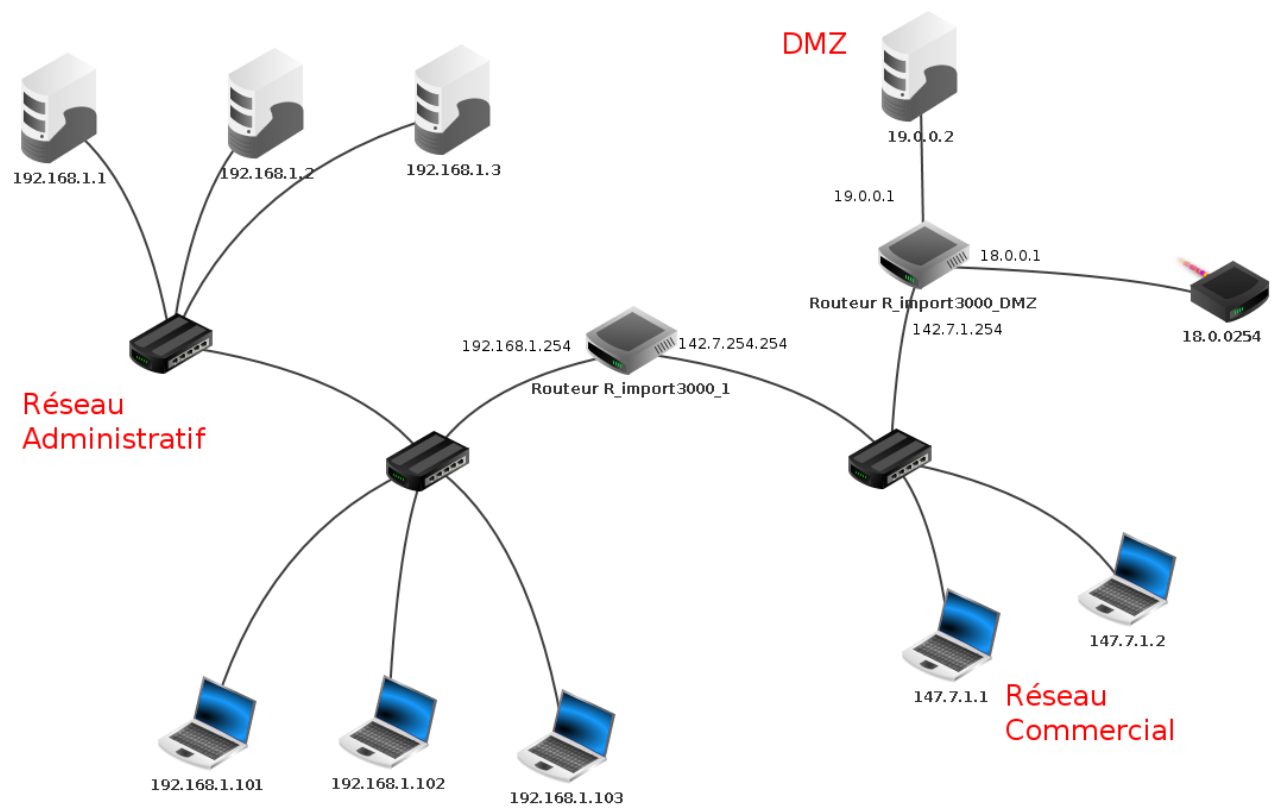 DMZ
19.0.0.2
192.168.1.1
192.168.1.2
192.168.1.3
19.0.0.1
18.0.0.1
Routeur R_import3000_DMZ
142.7.1.254
18.0.0254
192.168.1.254
142.7.254.254
Routeur R_import3000_1
Réseau
Administratif
147.7.1.2
147.7.1.1
Réseau
Commercial
192.168.1.101
192.168.1.102
192.168.1.103